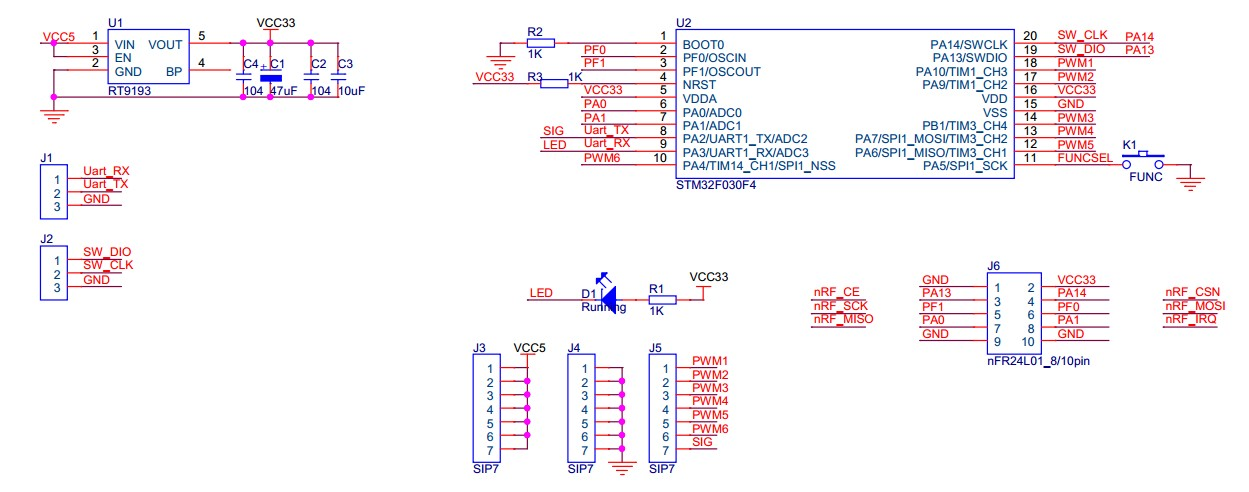 U1
VCC5 1 VIN VOUT 5 VCC33
3 EN
2 GND BP 4
RT9193
C4 + C1 C2 C3
104 47uF 104 10uF
J1
1 Uart_RX
2 Uart_TX
3 GND
J2
1 SW_DIO
2 SW_CLK
3 GND
U2
R2 1 BOOT0 PA14/SWCLK 20 SW_CLK PA14
1K PF0 2 PF0/OSCIN PA13/SWDIO 19 SW_DIO PA13
PF1 3 PF1/OSCOUT PA10/TIM1_CH3 18 PWM1
VCC33 R3 1K 4 NRST PA9/TIM1_CH2 17 PWM2
VCC33 5 VDDA VDD 16 VCC33
PA0 6 PA0/ADC0 VSS 15 GND
PA1 7 PA1/ADC1 PB1/TIM3_CH4 14 PWM3
SIG Uart_TX 8 PA2/UART1_TX/ADC2 PA7/SPI1_MOSI/TIM3_CH2 13 PWM4
LED Uart_RX 9 PA3/UART1_RX/ADC3 PA6/SPI1_MISO/TIM3_CH1 12 PWM5
PWM6 10 PA4/TIM14_CH1/SPI1_NSS PA5/SPI1_SCK 11 FUNCSEL
STM32F030F4
K1
FUNC
LED D1 R1 VCC33
Running 1K
J3 VCC5
1
2
3
4
5
6
7
SIP7
J4
1
2
3
4
5
6
7
SIP7
J5
1 PWM1
2 PWM2
3 PWM3
4 PWM4
5 PWM5
6 PWM6
7 SIG
SIP7
nRF_CE
nRF_SCK
nRF_MISO
J6
GND 1 2 VCC33
PA13 3 4 PA14
PF1 5 6 PF0
PA0 7 8 PA1
GND 9 10 GND
nFR24L01_8/10pin
nRF_CSN
nRF_MOSI
nRF_IRQ